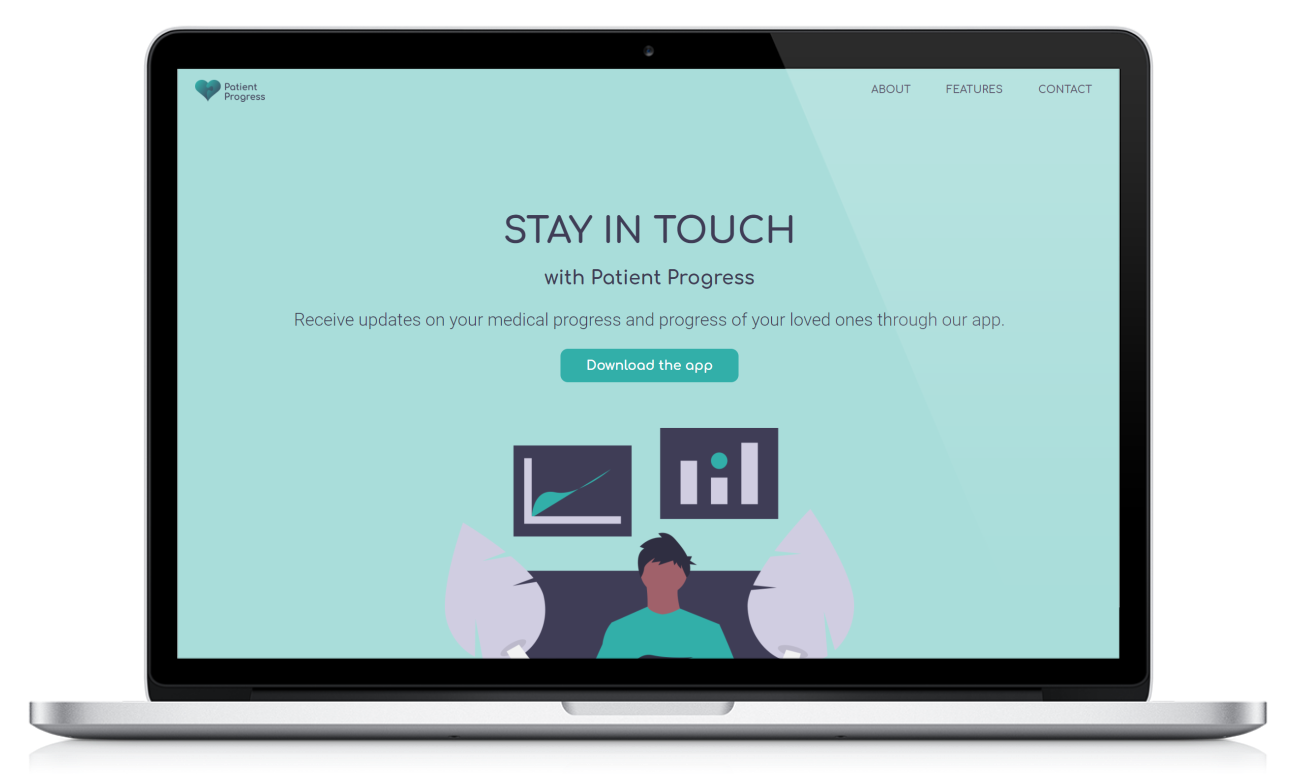 Patient
Progress
ABOUT FEATURES CONTACT
STAY IN TOUCH
with Patient Progress
Receive updates on your medical progress and progress of your loved ones through our app.
Download the app